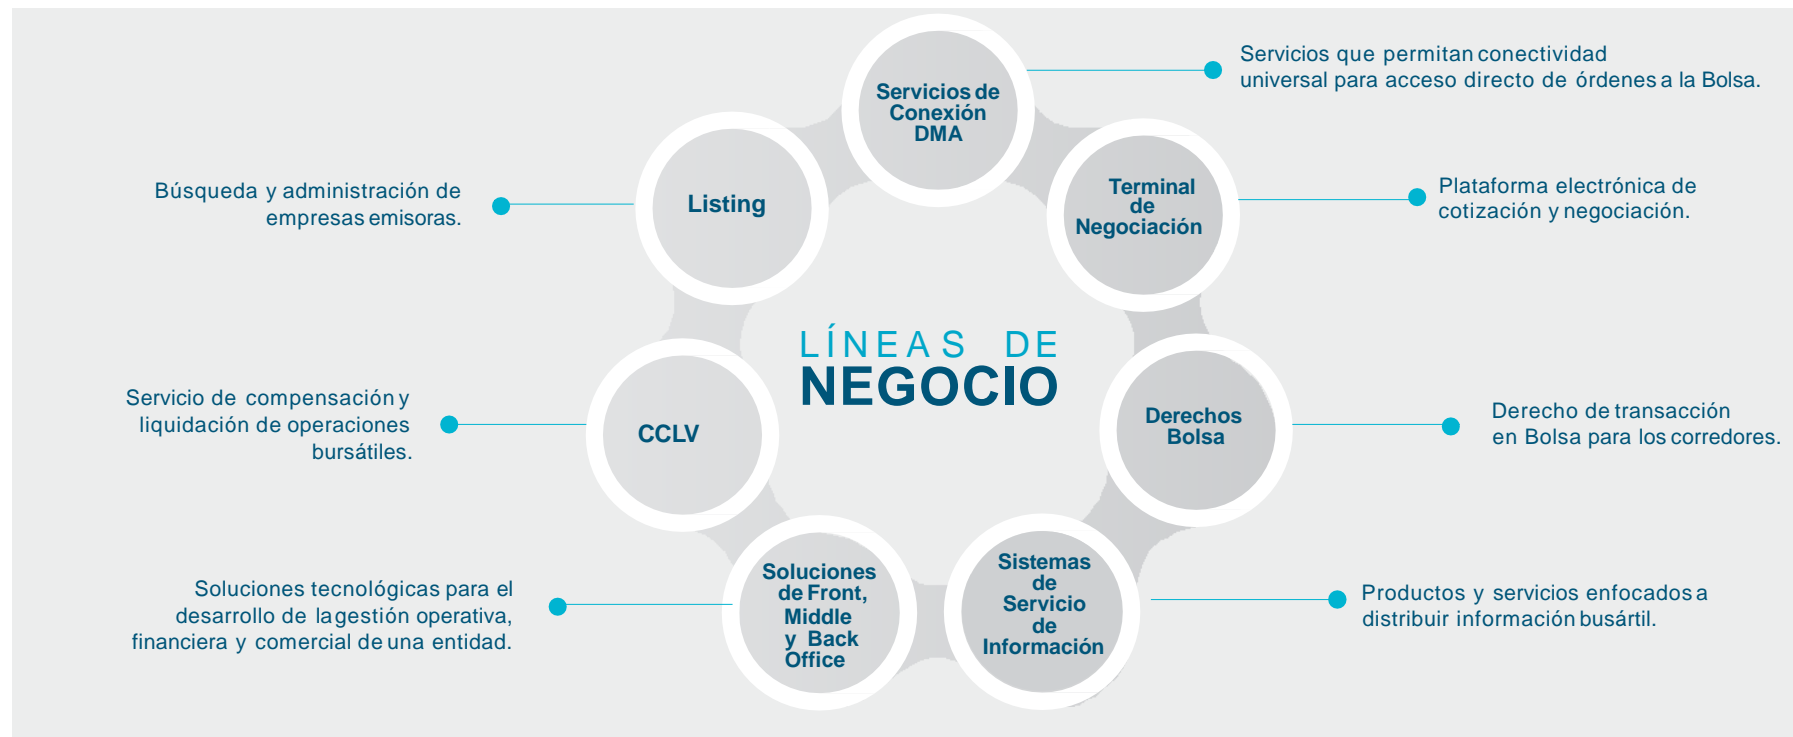 Servicios de
Conexión
DMA
Servicios que permitan conectividad
universal para acceso directo de órdenes a la Bolsa.
Terminal
de
Negociación
Plataforma electrónica de
cotización y negociación.
Derechos
Bolsa
Derecho de transacción
en Bolsa para los corredores.
Sistemas
de
Servicio
de
Información
Productos y servicios enfocados a
distribuir información busártil.
Soluciones
de Front,
Middle
y Back
Office
Soluciones tecnológicas para el
desarrollo de la gestión operativa,
financiera y comercial de una entidad.
CCLV
Servicio de compensación y
liquidación de operaciones
bursátiles.
Listing
Búsqueda y administración de
empresas emisoras.
LÍNEAS DE
NEGOCIO